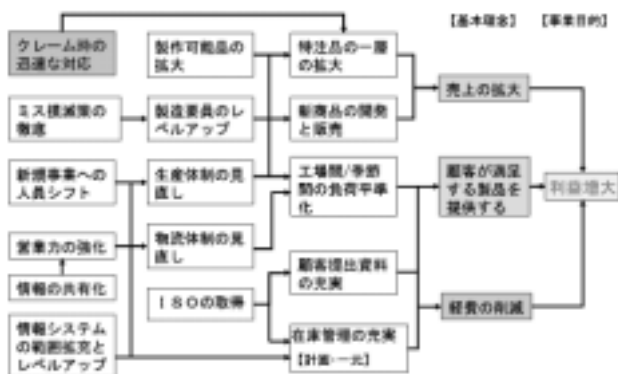 【基本理念】
【事業目的】
クレーム時の
迅速な対応
製作可能品の
拡大
特注品の一層
の拡大
売上の拡大
ミス撲滅策の
徹底
製造要員のレ
ベルアップ
新商品の開発
と販売
新規事業への
人員シフト
生産体制の見
直し
工場間/季節
間の負荷平準
化
顧客が満足
する製品を
提供する
利益増大
営業力の強化
物流体制の見
直し
顧客提出資料
の充実
情報の共有化
ISOの取得
経費の削減
情報システム
の範囲拡充と
レベルアップ
在庫管理の充実
【計画・一元】